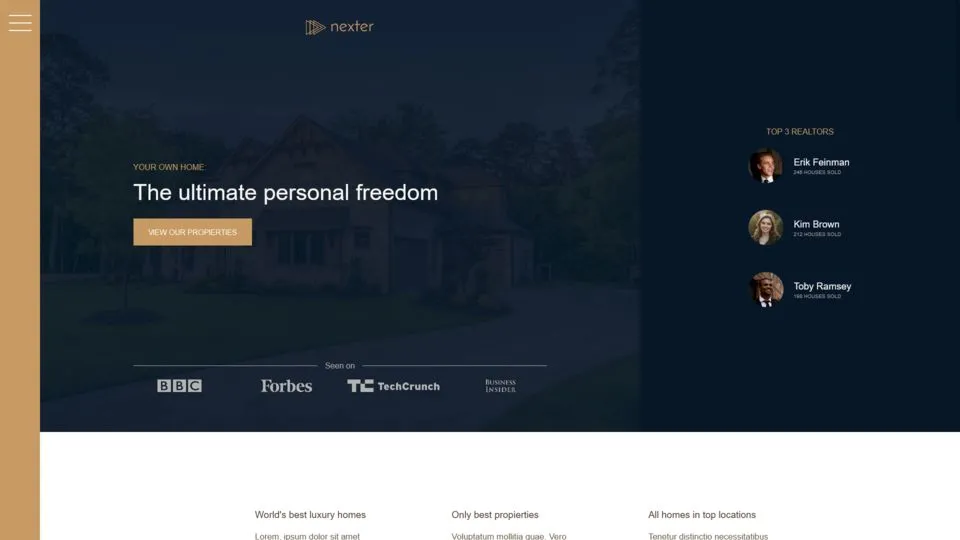 nexter
YOUR OWN HOME:
The ultimate personal freedom
VIEW OUR PROPIERTIES
Seen on
BBC
Forbes
TC TechCrunch
BUSINESS
INSIDER
TOP 3 REALTORS
Erik Feinman
248 HOUSES SOLD
Kim Brown
212 HOUSES SOLD
Toby Ramsey
198 HOUSES SOLD
World's best luxury homes
Lorem, ipsum dolor sit amet
Only best propierties
Voluptatum mollitia quae. Vero
All homes in top locations
Tenetur distinctio necessitatibus